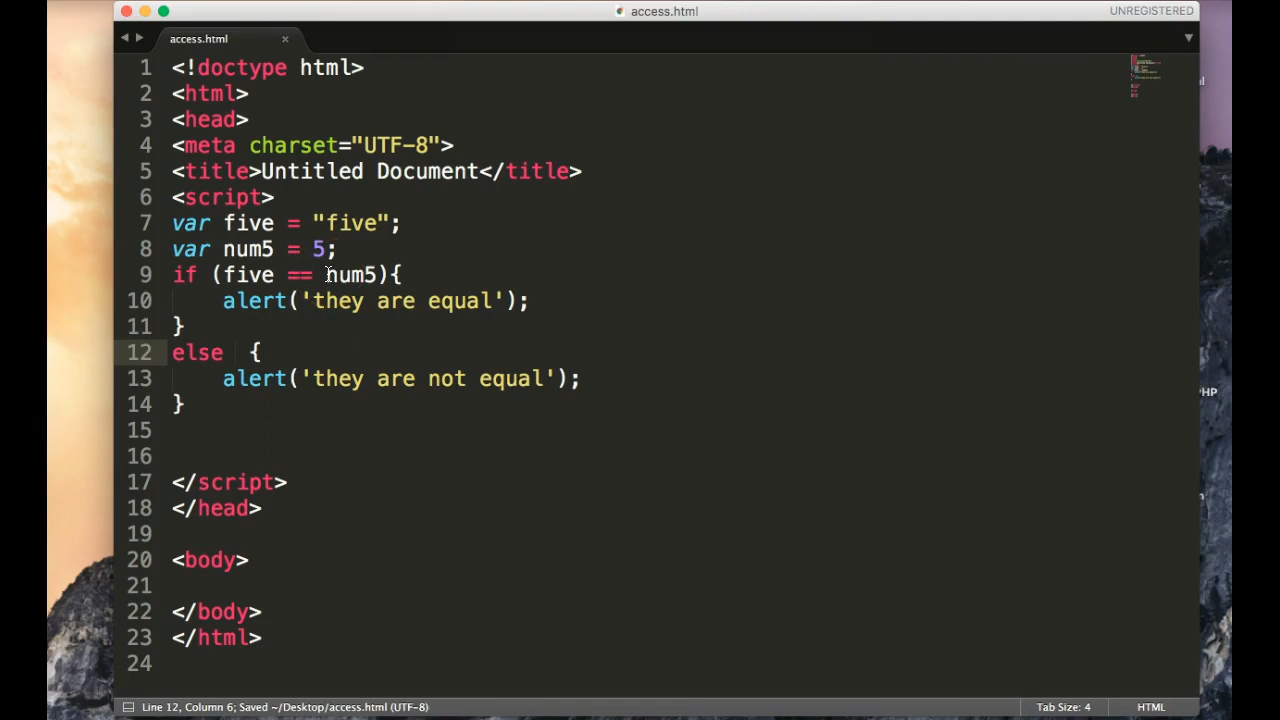 access.html
UNREGISTERED
access.html
1 <!doctype html>
2 <html>
3 <head>
4 <meta charset="UTF-8">
5 <title>Untitled Document</title>
6 <script>
7 var five = "five";
8 var num5 = 5;
9 if (five == num5){
10 alert('they are equal');
11 }
12 else {
13 alert('they are not equal');
14 }
15
16
17 </script>
18 </head>
19
20 <body>
21
22 </body>
23 </html>
24
HP
Line 12, Column 6; Saved ~/Desktop/access.html (UTF-8)
Tab Size: 4
HTML